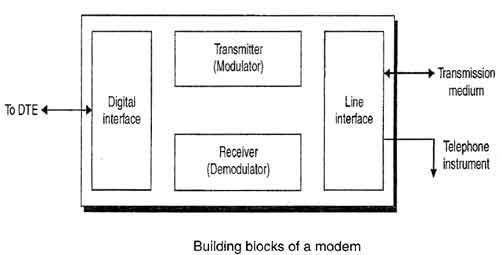 To DTE
Digital
interface
Transmitter
(Modulator)
Receiver
(Demodulator)
Line
interface
Transmission
medium
Telephone
instrument
Building blocks of a modem